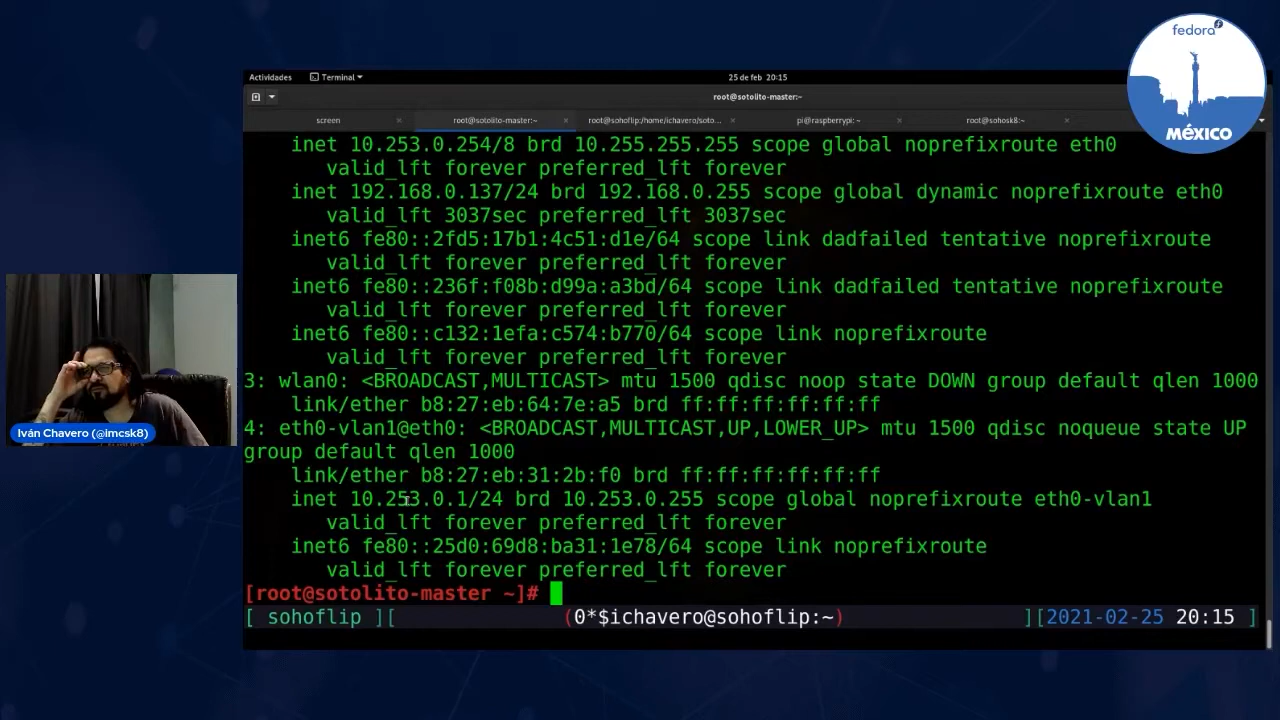 fedora
MÉXICO
Actividades Terminal 25 de feb 20:15
root@sotolito-master:~
screen × root@sotolito-master:~ × root@sohoflip:/home/ichavero/soto... × pi@raspberrypi: ~ × root@sohosk8:~ ×
inet 10.253.0.254/8 brd 10.255.255.255 scope global noprefixroute eth0
valid_lft forever preferred_lft forever
inet 192.168.0.137/24 brd 192.168.0.255 scope global dynamic noprefixroute eth0
valid_lft 3037sec preferred_lft 3037sec
inet6 fe80::2fd5:17b1:4c51:d1e/64 scope link dadfailed tentative noprefixroute
valid_lft forever preferred_lft forever
inet6 fe80::236f:f08b:d99a:a3bd/64 scope link dadfailed tentative noprefixroute
valid_lft forever preferred_lft forever
inet6 fe80::c132:1efa:c574:b770/64 scope link noprefixroute
valid_lft forever preferred_lft forever
3: wlan0: <BROADCAST,MULTICAST> mtu 1500 qdisc noop state DOWN group default qlen 1000
link/ether b8:27:eb:64:7e:a5 brd ff:ff:ff:ff:ff:ff
4: eth0-vlan1@eth0: <BROADCAST,MULTICAST,UP,LOWER_UP> mtu 1500 qdisc noqueue state UP
group default qlen 1000
link/ether b8:27:eb:31:2b:f0 brd ff:ff:ff:ff:ff:ff
inet 10.253.0.1/24 brd 10.253.0.255 scope global noprefixroute eth0-vlan1
valid_lft forever preferred_lft forever
inet6 fe80::25d0:69d8:ba31:1e78/64 scope link noprefixroute
valid_lft forever preferred_lft forever
[root@sotolito-master ~]#
[ sohoflip ][ (0*$ichavero@sohoflip:~) ][2021-02-25 20:15 ]
Iván Chavero (@imcsk8)